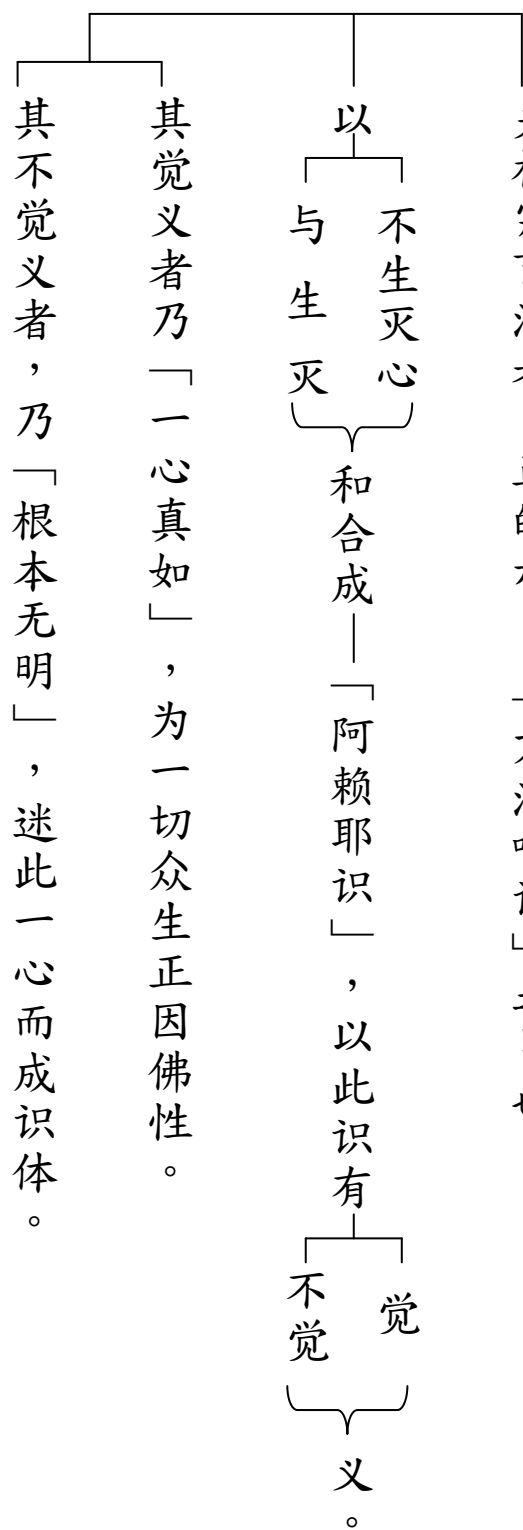 以
不生灭心
与生灭
和合成—「阿赖耶识」，以此识有
觉
不觉
义。
其觉义者乃「一心真如」，为一切众生正因佛性。
其不觉义者，乃「根本无明」，迷此一心而成识体。